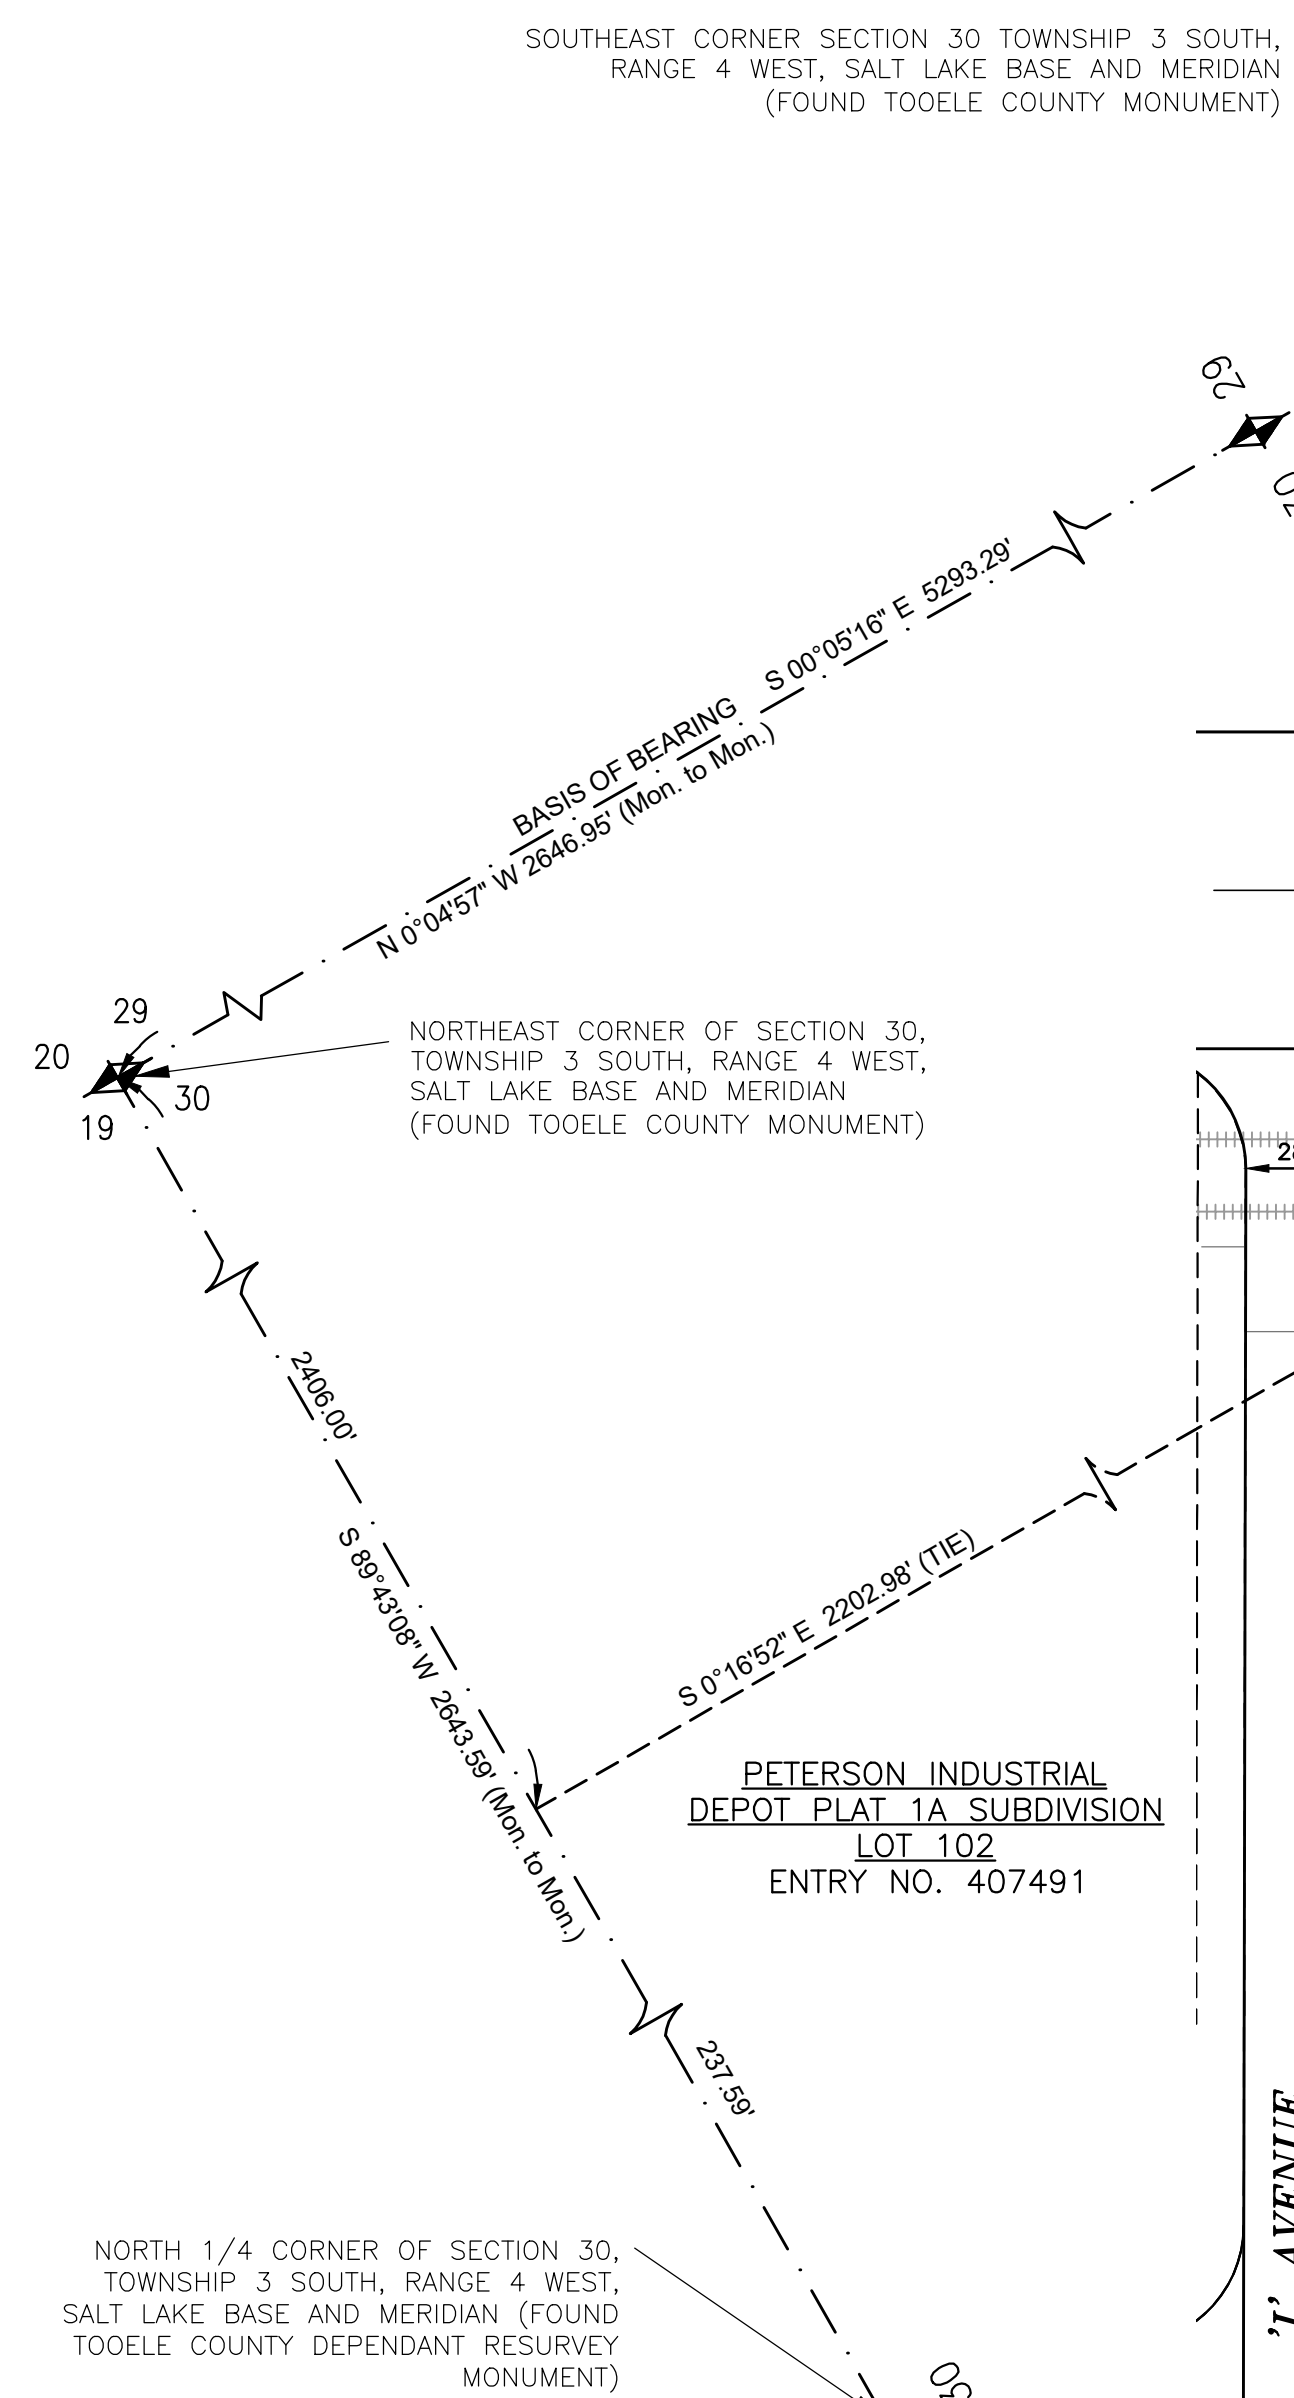 SOUTHEAST CORNER SECTION 30 TOWNSHIP 3 SOUTH,
RANGE 4 WEST, SALT LAKE BASE AND MERIDIAN
(FOUND TOOELE COUNTY MONUMENT)
29
BASIS OF BEARING S 00°05'16" E 5293.29'
N 0°04'57" W 2646.95' (Mon. to Mon.)
29
20
30
19
NORTHEAST CORNER OF SECTION 30,
TOWNSHIP 3 SOUTH, RANGE 4 WEST,
SALT LAKE BASE AND MERIDIAN
(FOUND TOOELE COUNTY MONUMENT)
2406.00'
S 89°43'08" W 2643.59' (Mon. to Mon.)
S 0°16'52" E 2202.98' (TIE)
PETERSON INDUSTRIAL
DEPOT PLAT 1A SUBDIVISION
LOT 102
ENTRY NO. 407491
237.59'
AVENUE
NORTH 1/4 CORNER OF SECTION 30,
TOWNSHIP 3 SOUTH, RANGE 4 WEST,
SALT LAKE BASE AND MERIDIAN (FOUND
TOOELE COUNTY DEPENDANT RESURVEY
MONUMENT)
30